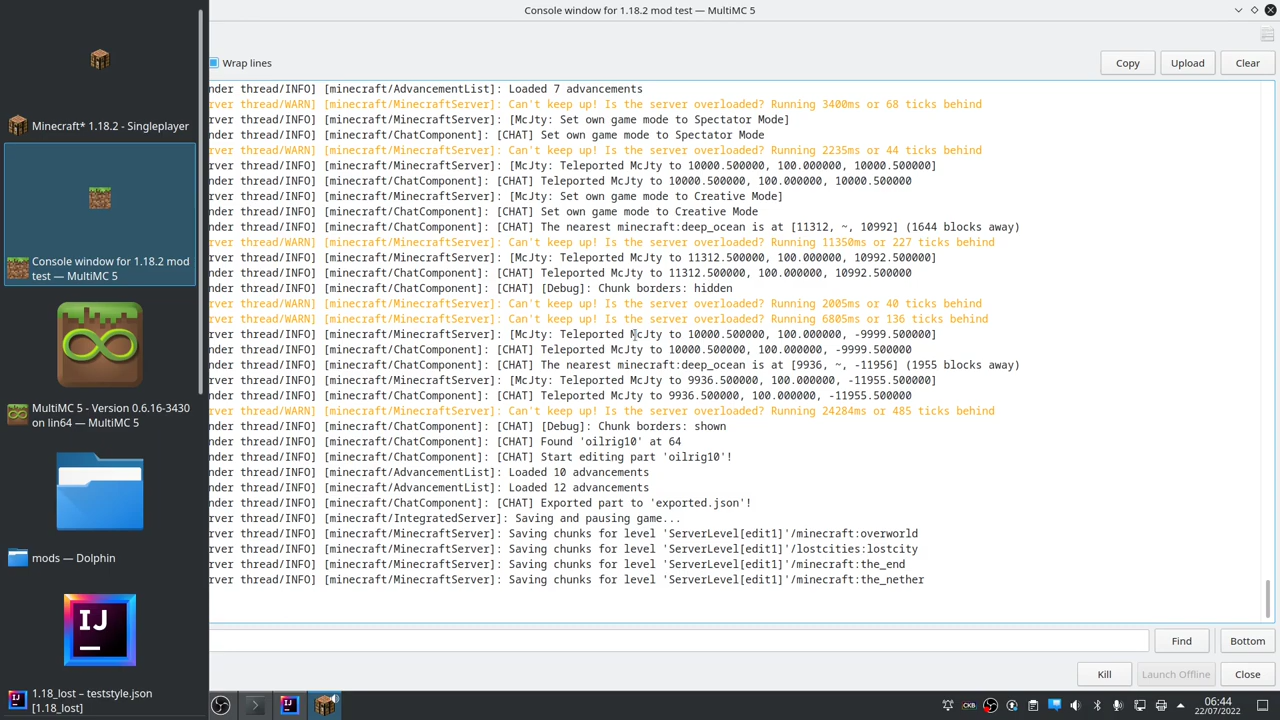 Console window for 1.18.2 mod test — MultiMC 5
Minecraft* 1.18.2 - Singleplayer
Console window for 1.18.2 mod
test — MultiMC 5
MultiMC 5 - Version 0.6.16-3430
on lin64 — MultiMC 5
mods — Dolphin
IJ
1.18_lost – teststyle.json
[1.18_lost]
Wrap lines
Copy
Upload
Clear
nder thread/INFO] [minecraft/AdvancementList]: Loaded 7 advancements
rver thread/WARN] [minecraft/MinecraftServer]: Can't keep up! Is the server overloaded? Running 3400ms or 68 ticks behind
rver thread/INFO] [minecraft/MinecraftServer]: [McJty: Set own game mode to Spectator Mode]
nder thread/INFO] [minecraft/ChatComponent]: [CHAT] Set own game mode to Spectator Mode
rver thread/WARN] [minecraft/MinecraftServer]: Can't keep up! Is the server overloaded? Running 2235ms or 44 ticks behind
rver thread/INFO] [minecraft/MinecraftServer]: [McJty: Teleported McJty to 10000.500000, 100.000000, 10000.500000]
nder thread/INFO] [minecraft/ChatComponent]: [CHAT] Teleported McJty to 10000.500000, 100.000000, 10000.500000
rver thread/INFO] [minecraft/MinecraftServer]: [McJty: Set own game mode to Creative Mode]
nder thread/INFO] [minecraft/ChatComponent]: [CHAT] Set own game mode to Creative Mode
nder thread/INFO] [minecraft/ChatComponent]: [CHAT] The nearest minecraft:deep_ocean is at [11312, ~, 10992] (1644 blocks away)
rver thread/WARN] [minecraft/MinecraftServer]: Can't keep up! Is the server overloaded? Running 11350ms or 227 ticks behind
rver thread/INFO] [minecraft/MinecraftServer]: [McJty: Teleported McJty to 11312.500000, 100.000000, 10992.500000]
nder thread/INFO] [minecraft/ChatComponent]: [CHAT] Teleported McJty to 11312.500000, 100.000000, 10992.500000
nder thread/INFO] [minecraft/ChatComponent]: [CHAT] [Debug]: Chunk borders: hidden
rver thread/WARN] [minecraft/MinecraftServer]: Can't keep up! Is the server overloaded? Running 2005ms or 40 ticks behind
rver thread/WARN] [minecraft/MinecraftServer]: Can't keep up! Is the server overloaded? Running 6805ms or 136 ticks behind
rver thread/INFO] [minecraft/MinecraftServer]: [McJty: Teleported McJty to 10000.500000, 100.000000, -9999.500000]
nder thread/INFO] [minecraft/ChatComponent]: [CHAT] Teleported McJty to 10000.500000, 100.000000, -9999.500000
nder thread/INFO] [minecraft/ChatComponent]: [CHAT] The nearest minecraft:deep_ocean is at [9936, ~, -11956] (1955 blocks away)
rver thread/INFO] [minecraft/MinecraftServer]: [McJty: Teleported McJty to 9936.500000, 100.000000, -11955.500000]
nder thread/INFO] [minecraft/ChatComponent]: [CHAT] Teleported McJty to 9936.500000, 100.000000, -11955.500000
rver thread/WARN] [minecraft/MinecraftServer]: Can't keep up! Is the server overloaded? Running 24284ms or 485 ticks behind
nder thread/INFO] [minecraft/ChatComponent]: [CHAT] [Debug]: Chunk borders: shown
nder thread/INFO] [minecraft/ChatComponent]: [CHAT] Found 'oilrig10' at 64
nder thread/INFO] [minecraft/ChatComponent]: [CHAT] Start editing part 'oilrig10'!
nder thread/INFO] [minecraft/AdvancementList]: Loaded 10 advancements
nder thread/INFO] [minecraft/AdvancementList]: Loaded 12 advancements
nder thread/INFO] [minecraft/ChatComponent]: [CHAT] Exported part to 'exported.json'!
rver thread/INFO] [minecraft/IntegratedServer]: Saving and pausing game...
rver thread/INFO] [minecraft/MinecraftServer]: Saving chunks for level 'ServerLevel[edit1]'/minecraft:overworld
rver thread/INFO] [minecraft/MinecraftServer]: Saving chunks for level 'ServerLevel[edit1]'/lostcities:lostcity
rver thread/INFO] [minecraft/MinecraftServer]: Saving chunks for level 'ServerLevel[edit1]'/minecraft:the_end
rver thread/INFO] [minecraft/MinecraftServer]: Saving chunks for level 'ServerLevel[edit1]'/minecraft:the_nether
Find
Bottom
Kill
Launch Offline
Close
06:44
22/07/2022